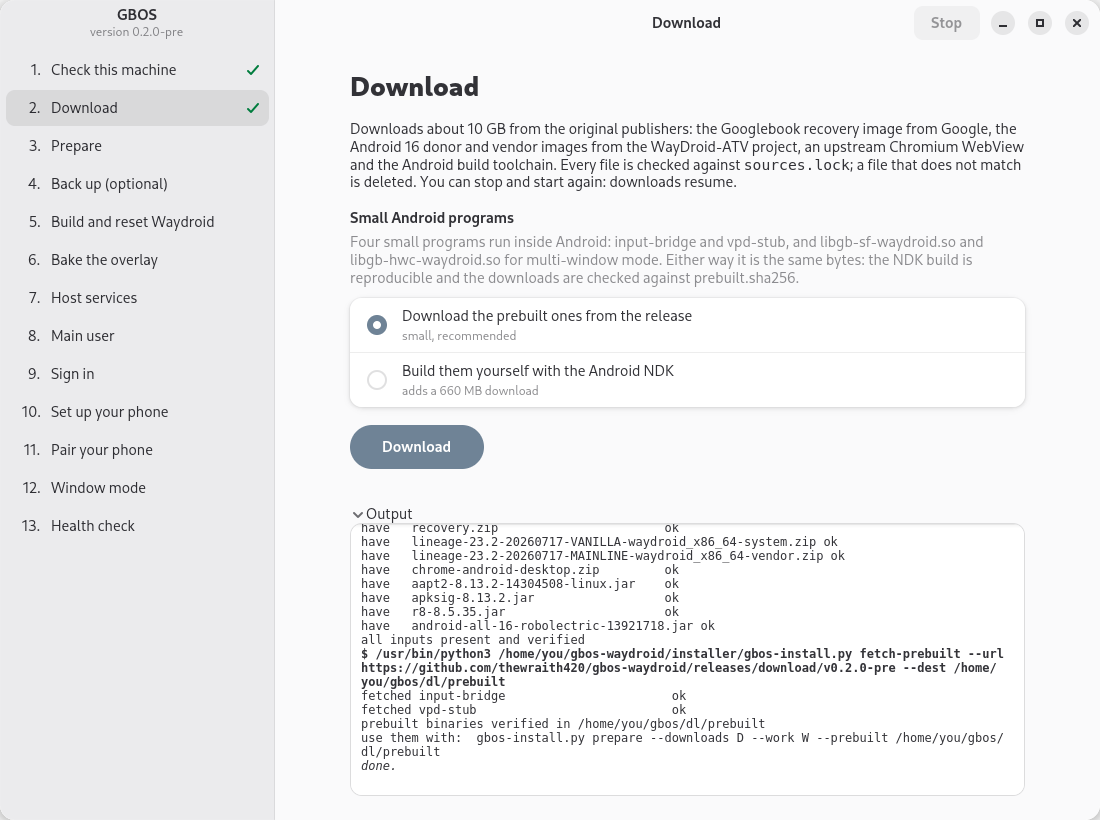 GBOS
version 0.2.0-pre
1. Check this machine
2. Download
3. Prepare
4. Back up (optional)
5. Build and reset Waydroid
6. Bake the overlay
7. Host services
8. Main user
9. Sign in
10. Set up your phone
11. Pair your phone
12. Window mode
13. Health check
Download
Stop
Download
Downloads about 10 GB from the original publishers: the Googlebook recovery image from Google, the
Android 16 donor and vendor images from the WayDroid-ATV project, an upstream Chromium WebView
and the Android build toolchain. Every file is checked against sources.lock; a file that does not match
is deleted. You can stop and start again: downloads resume.
Small Android programs
Four small programs run inside Android: input-bridge and vpd-stub, and libgb-sf-waydroid.so and
libgb-hwc-waydroid.so for multi-window mode. Either way it is the same bytes: the NDK build is
reproducible and the downloads are checked against prebuilt.sha256.
Download the prebuilt ones from the release
small, recommended
Build them yourself with the Android NDK
adds a 660 MB download
Download
Output
have recovery.zip ok
have lineage-23.2-20260717-VANILLA-waydroid_x86_64-system.zip ok
have lineage-23.2-20260717-MAINLINE-waydroid_x86_64-vendor.zip ok
have chrome-android-desktop.zip ok
have aapt2-8.13.2-14304508-linux.jar ok
have apksig-8.13.2.jar ok
have r8-8.5.35.jar ok
have android-all-16-robolectric-13921718.jar ok
all inputs present and verified
$ /usr/bin/python3 /home/you/gbos-waydroid/installer/gbos-install.py fetch-prebuilt --url
https://github.com/thewraith420/gbos-waydroid/releases/download/v0.2.0-pre --dest /home/
you/gbos/dl/prebuilt
fetched input-bridge ok
fetched vpd-stub ok
prebuilt binaries verified in /home/you/gbos/dl/prebuilt
use them with: gbos-install.py prepare --downloads D --work W --prebuilt /home/you/gbos/
dl/prebuilt
done.